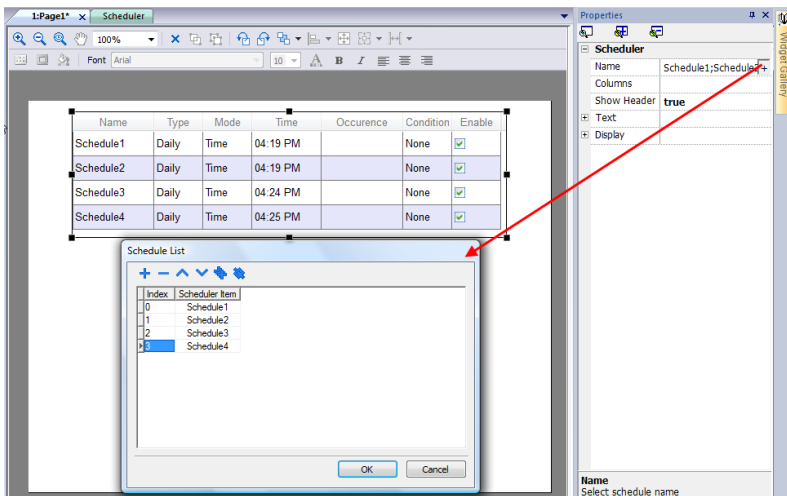 1:Page1* x Scheduler
100%
Font Arial 10 A B I
Name Type Mode Time Occurence Condition Enable
Schedule1 Daily Time 04:19 PM None
Schedule2 Daily Time 04:19 PM None
Schedule3 Daily Time 04:24 PM None
Schedule4 Daily Time 04:25 PM None
Schedule List
Index Scheduler Item
0 Schedule1
1 Schedule2
2 Schedule3
3 Schedule4
OK Cancel
Properties
Scheduler
Name Schedule1;Schedule2 +
Columns
Show Header true
Text
Display
Name
Select schedule name
Widget Gallery